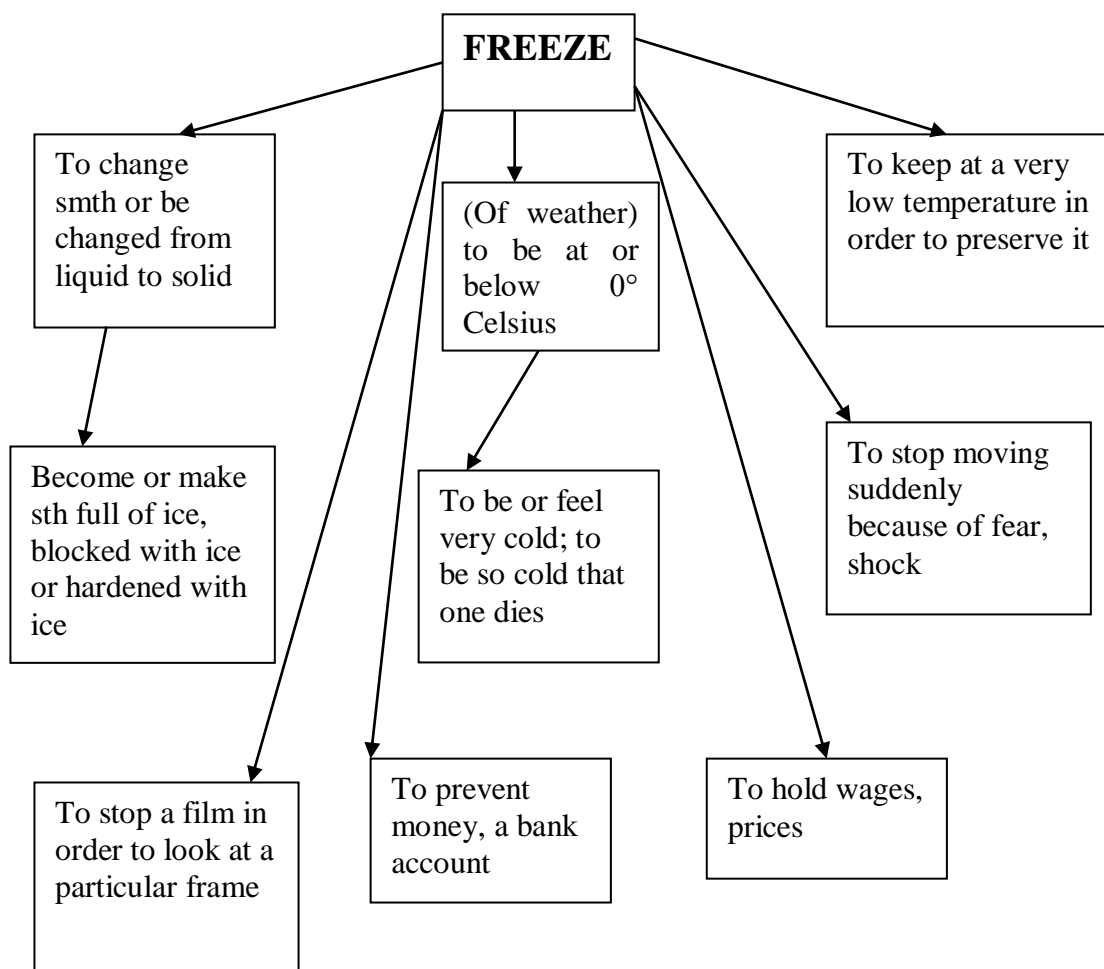 FREEZE
To change
smth or be
changed from
liquid to solid
(Of weather)
to be at or
below 0°
Celsius
To keep at a very
low temperature in
order to preserve it
Become or make
sth full of ice,
blocked with ice
or hardened with
ice
To be or feel
very cold; to
be so cold that
one dies
To stop moving
suddenly
because of fear,
shock
To stop a film in
order to look at a
particular frame
To prevent
money, a bank
account
To hold wages,
prices